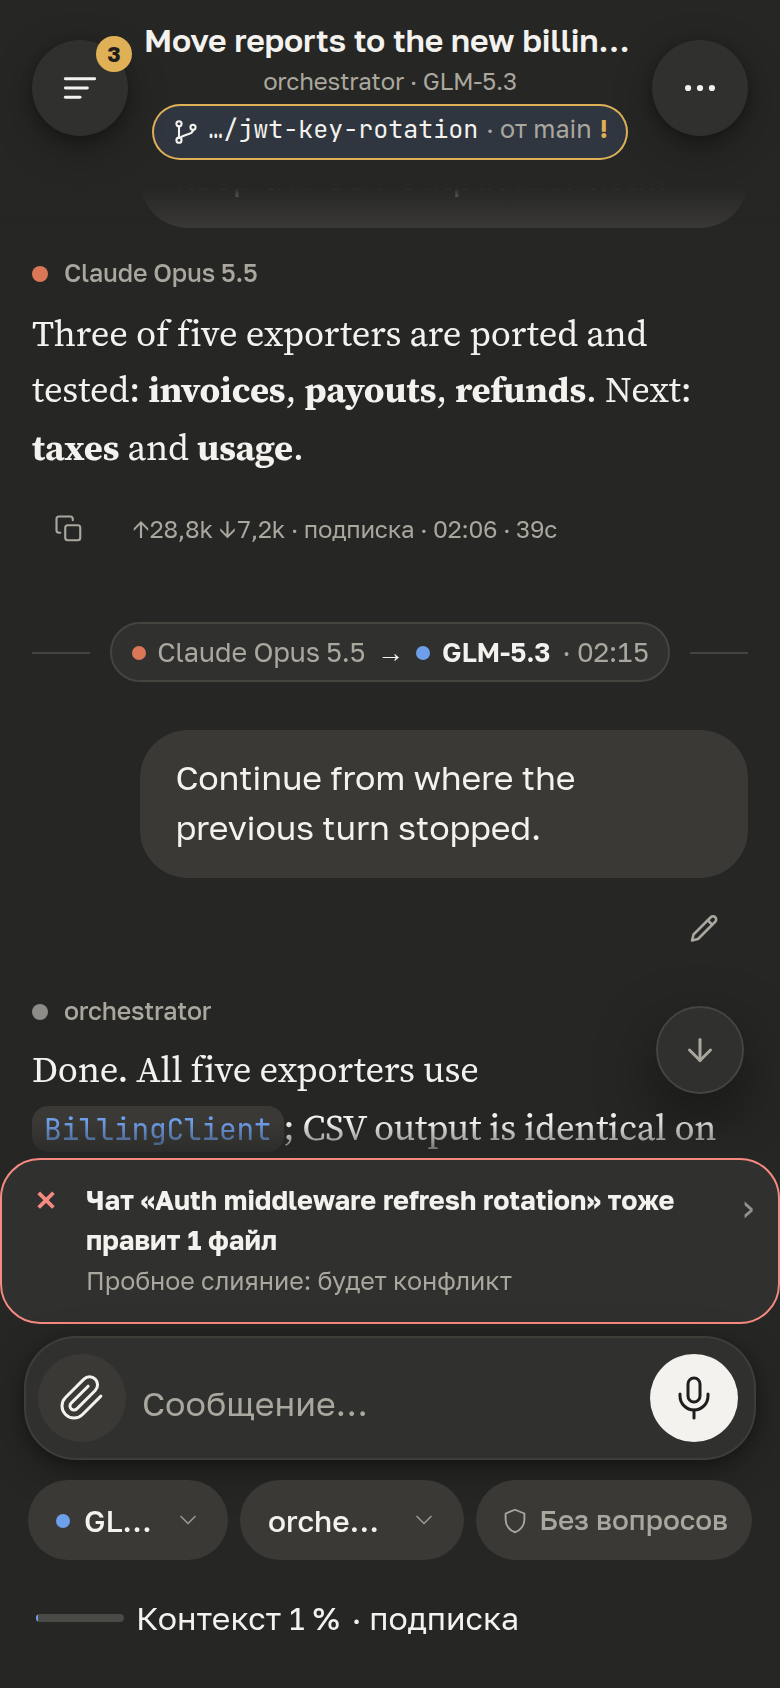 3
Move reports to the new billin…
orchestrator · GLM-5.3
…/jwt-key-rotation · от main !
Claude Opus 5.5
Three of five exporters are ported and
tested: invoices, payouts, refunds. Next:
taxes and usage.
↑28,8k ↓7,2k · подписка · 02:06 · 39с
Claude Opus 5.5 → GLM-5.3 · 02:15
Continue from where the
previous turn stopped.
orchestrator
Done. All five exporters use
BillingClient; CSV output is identical on
Чат «Auth middleware refresh rotation» тоже
правит 1 файл
Пробное слияние: будет конфликт
Сообщение…
GL… orche… Без вопросов
Контекст 1 % · подписка